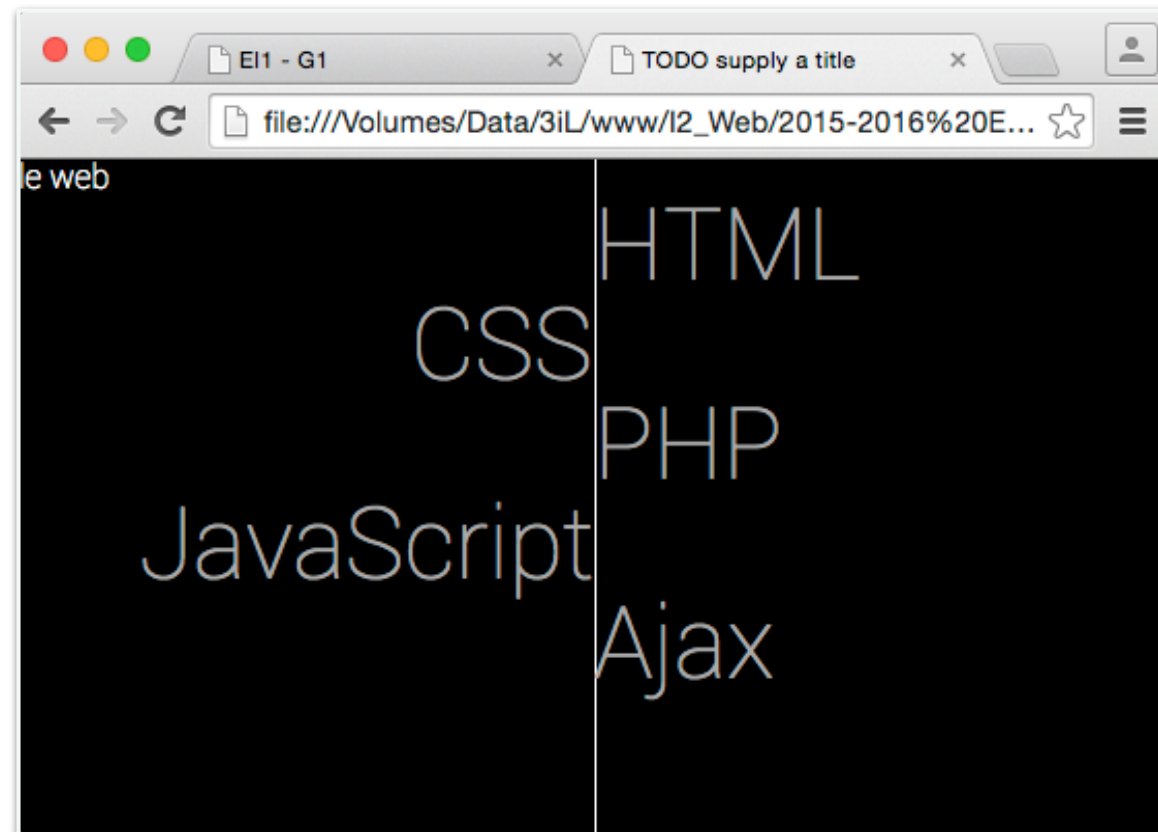 EI1 - G1
TODO supply a title
file:///Volumes/Data/3iL/www/I2_Web/2015-2016%20E...
le web
HTML
CSS
PHP
JavaScript
Ajax